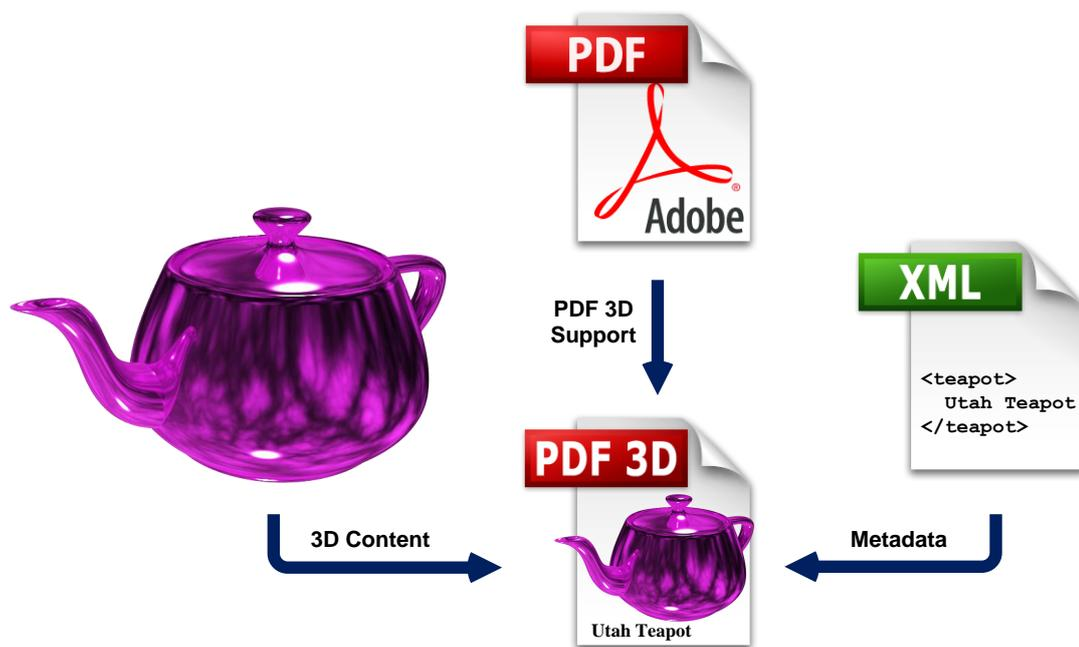 PDF
Adobe®
PDF 3D
Support
XML
<teapot>
Utah Teapot
</teapot>
PDF 3D
3D Content
Metadata
Utah Teapot